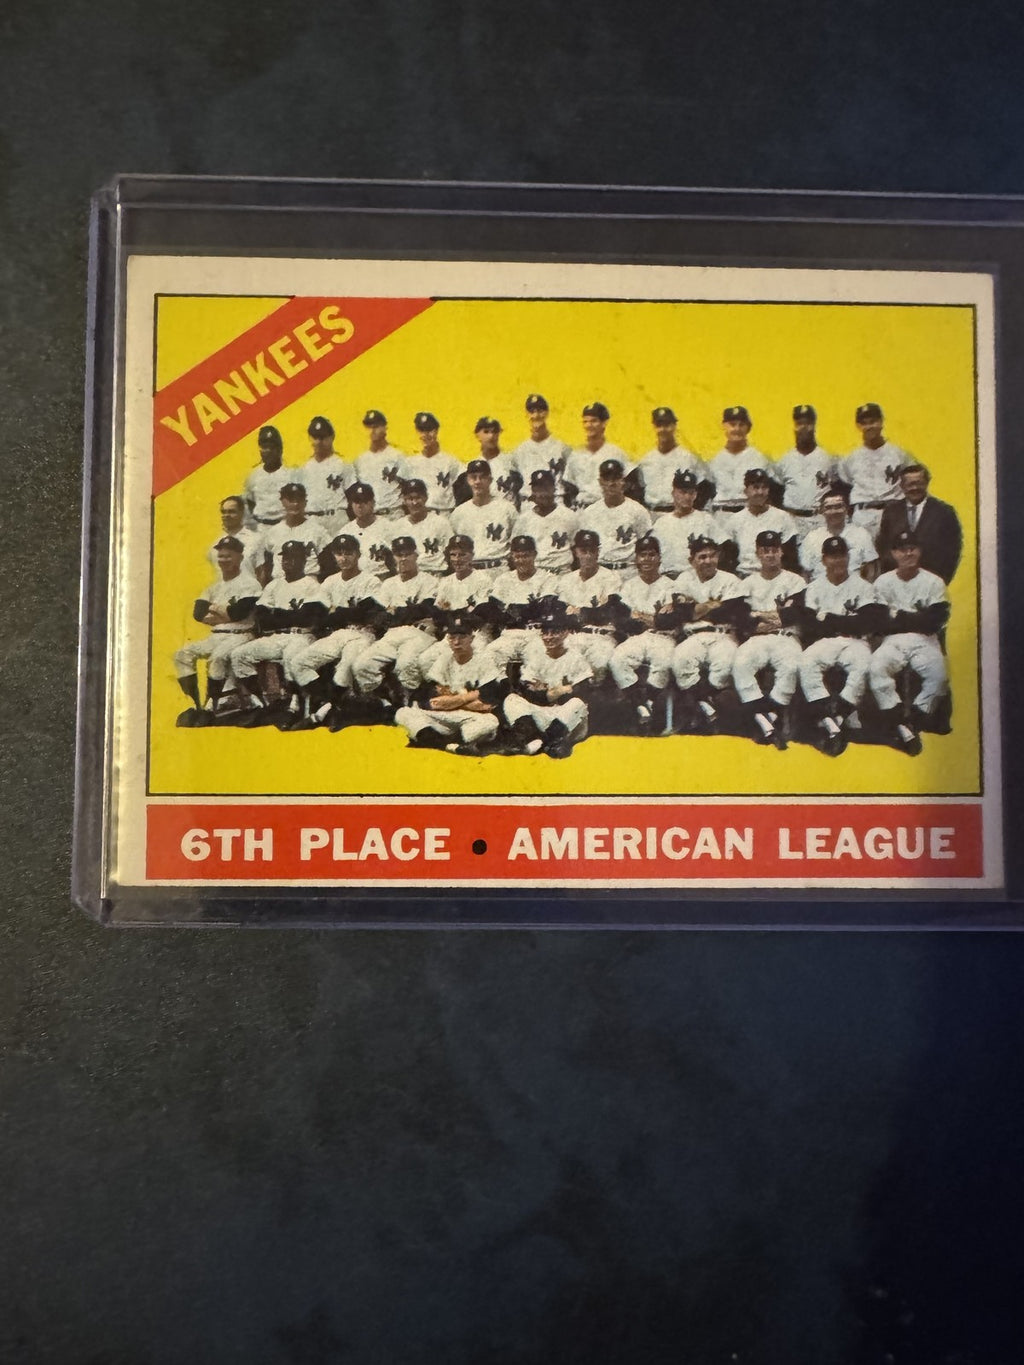 YANKEES
6TH PLACE • AMERICAN LEAGUE